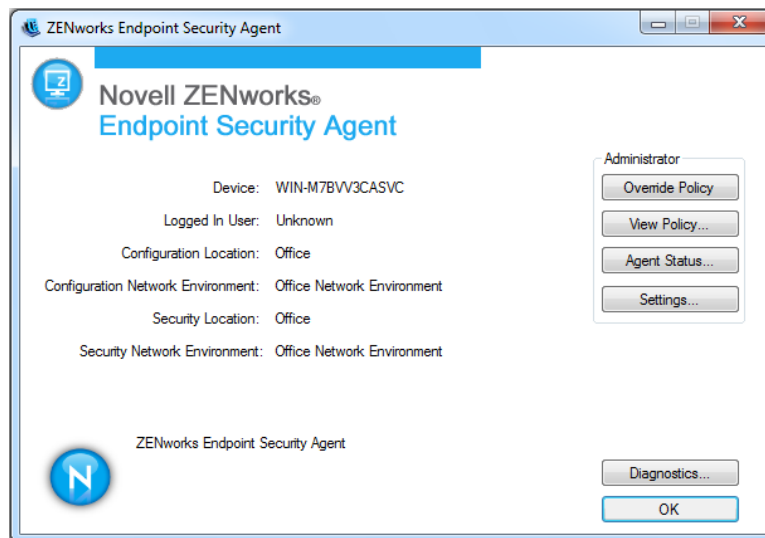 ZENworks Endpoint Security Agent
Z
Novell ZENworks®
Endpoint Security Agent
Administrator
Device: WIN-M7BVV3CASVC
Override Policy
Logged In User: Unknown
View Policy...
Configuration Location: Office
Agent Status...
Configuration Network Environment: Office Network Environment
Settings...
Security Location: Office
Security Network Environment: Office Network Environment
ZENworks Endpoint Security Agent
N
Diagnostics...
OK